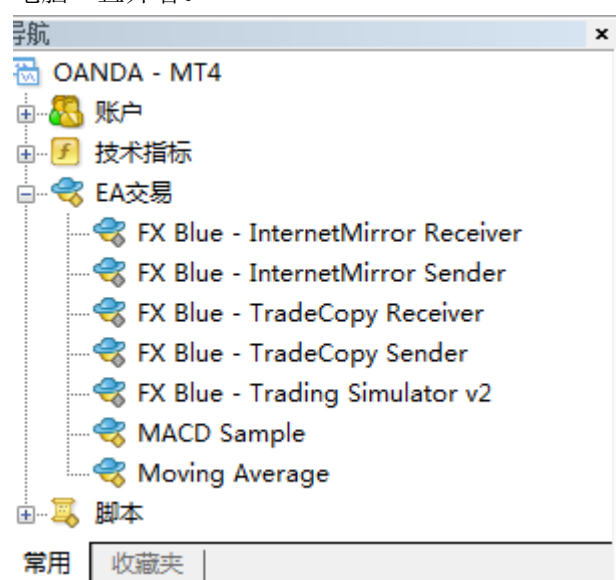 导航
OANDA - MT4
账户
技术指标
EA交易
FX Blue - InternetMirror Receiver
FX Blue - InternetMirror Sender
FX Blue - TradeCopy Receiver
FX Blue - TradeCopy Sender
FX Blue - Trading Simulator v2
MACD Sample
Moving Average
脚本
常用 收藏夹